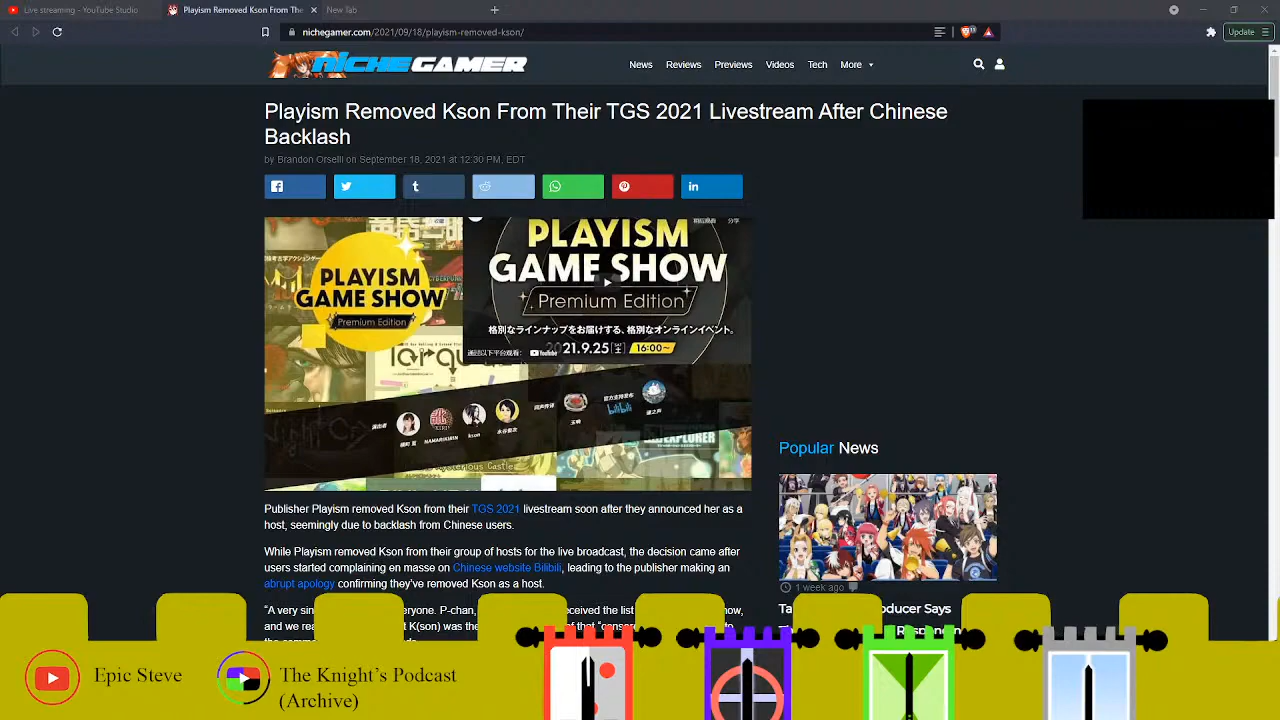 Live streaming - YouTube Studio
Playism Removed Kson From The
New Tab
nichegamer.com/2021/09/18/playism-removed-kson/
Update
NICHEGAMER
News
Reviews
Previews
Videos
Tech
More
Playism Removed Kson From Their TGS 2021 Livestream After Chinese
Backlash
by Brandon Orselli on September 18, 2021 at 12:30 PM, EDT
PLAYISM
GAME SHOW
Premium Edition
PLAYISM
GAME SHOW
Premium Edition
格別なラインナップをお届けする、格別なオンラインイベント。
2021.9.25[土] 16:00～
YouTube
kson
bilibili
EXPLORER
Mysterious Castle
Publisher Playism removed Kson from their TGS 2021 livestream soon after they announced her as a
host, seemingly due to backlash from Chinese users.
While Playism removed Kson from their group of hosts for the live broadcast, the decision came after
users started complaining en masse on Chinese website Bilibili, leading to the publisher making an
abrupt apology confirming they've removed Kson as a host.
Popular News
1 week ago
Epic Steve
The Knight's Podcast
(Archive)